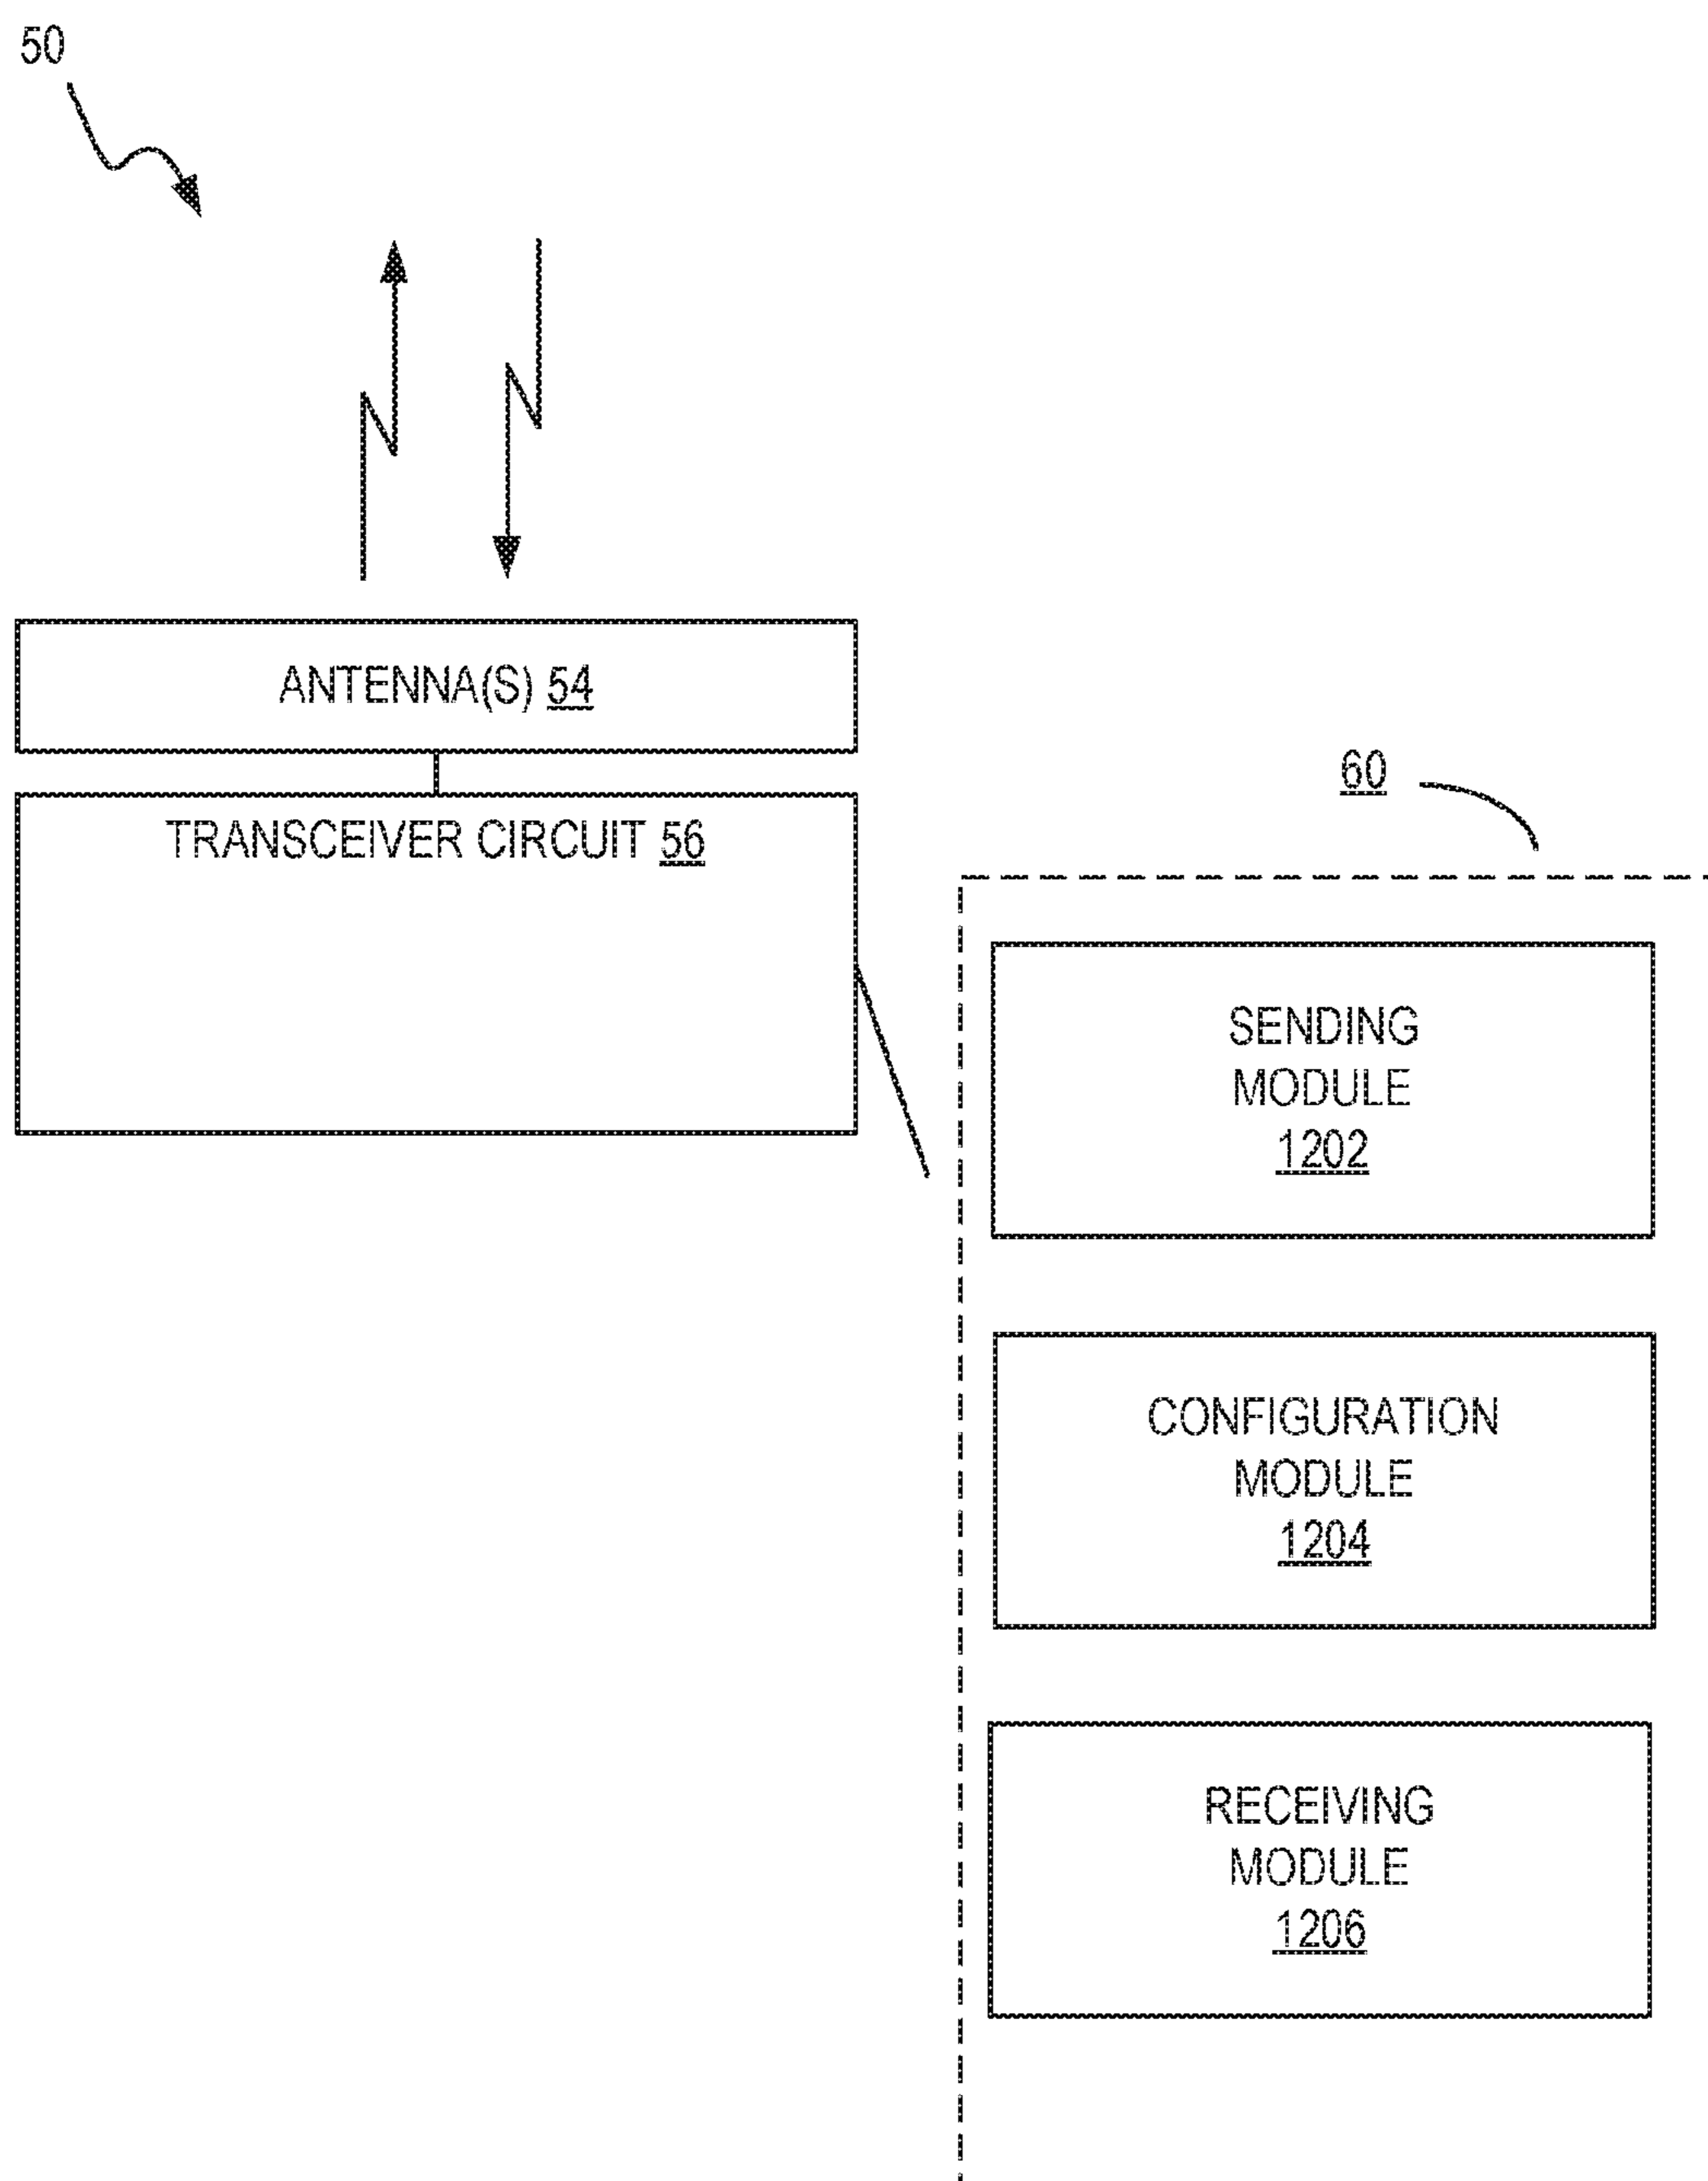 50
ANTENNA(S) 54
TRANSCEIVER CIRCUIT 56
60
SENDING
MODULE
1202
CONFIGURATION
MODULE
1204
RECEIVING
MODULE
1206